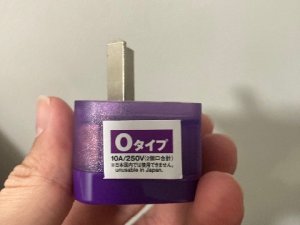 Oタイプ
10A/250V(2個口合計)
※日本国内では使用できません。
unusable in Japan.